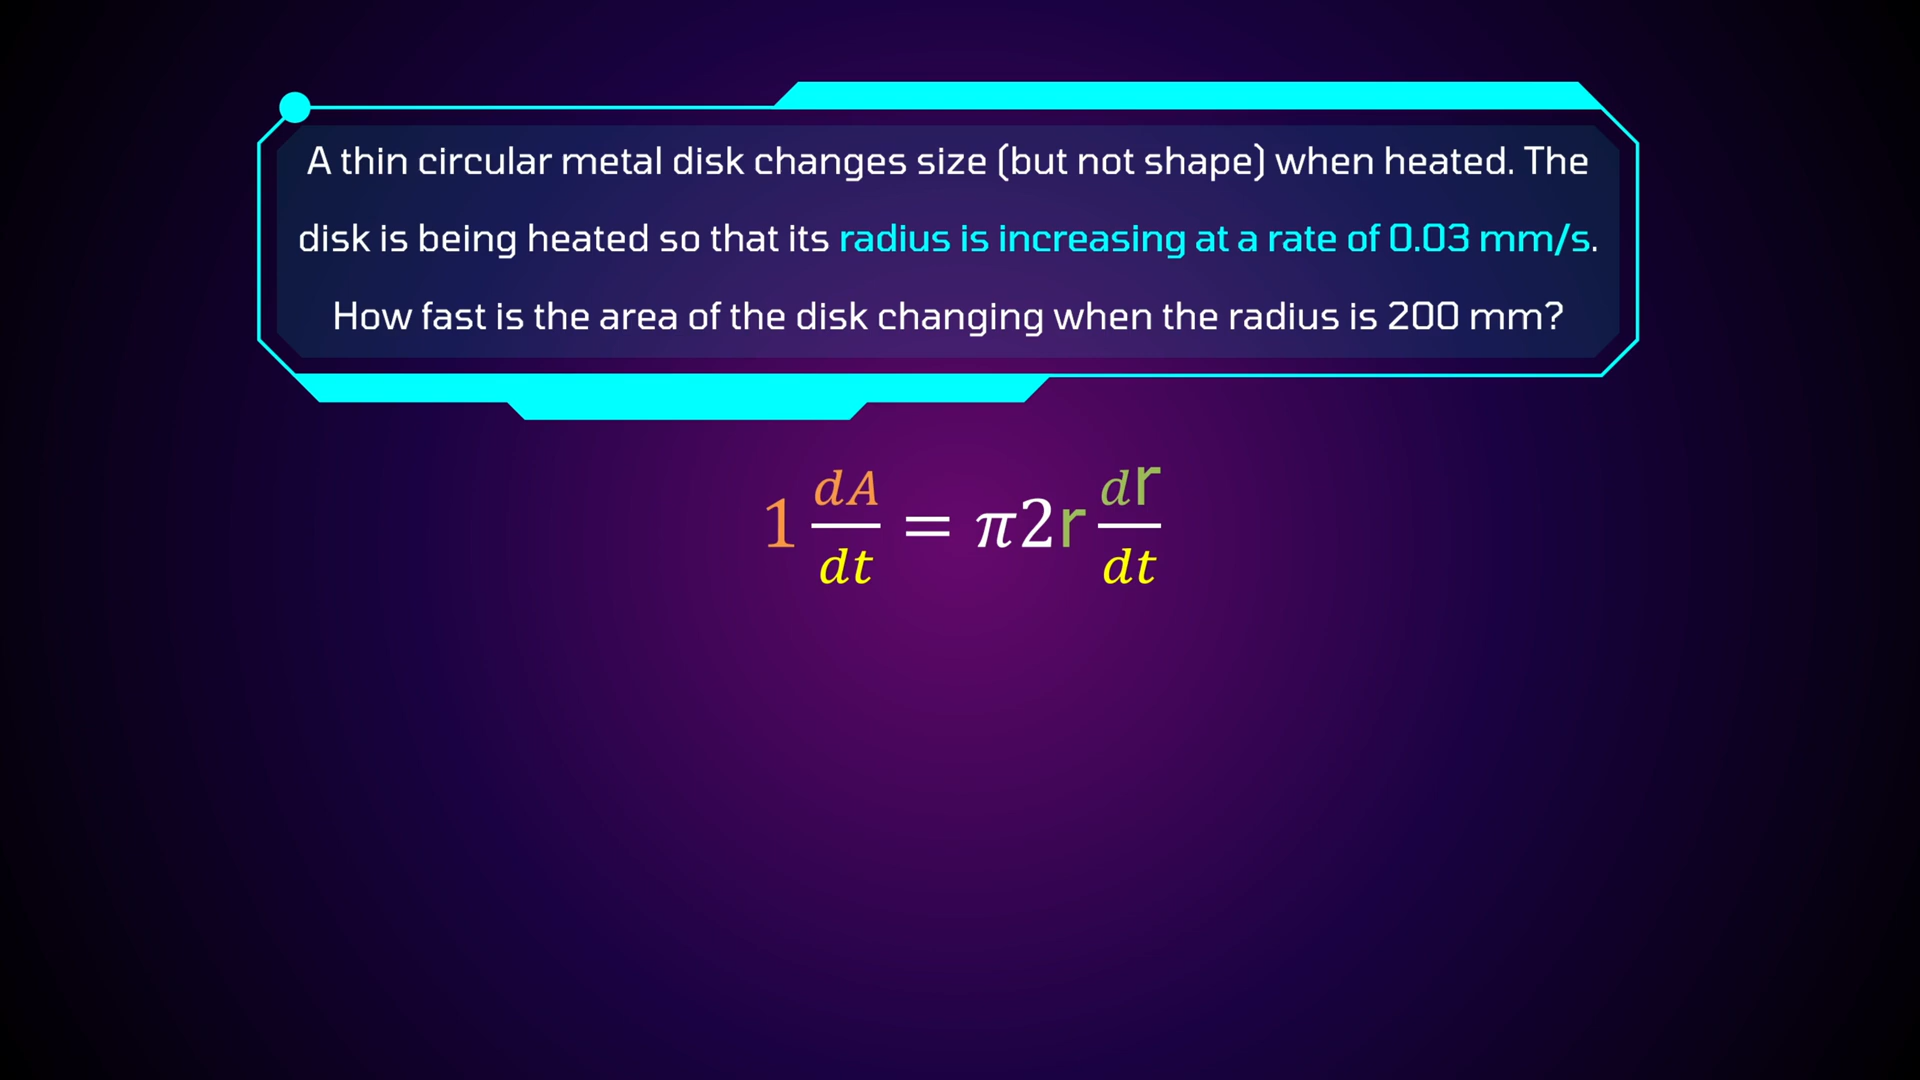 A thin circular metal disk changes size (but not shape) when heated. The
disk is being heated so that its radius is increasing at a rate of 0.03 mm/s.
How fast is the area of the disk changing when the radius is 200 mm?
1 dA/dt = π2r dr/dt